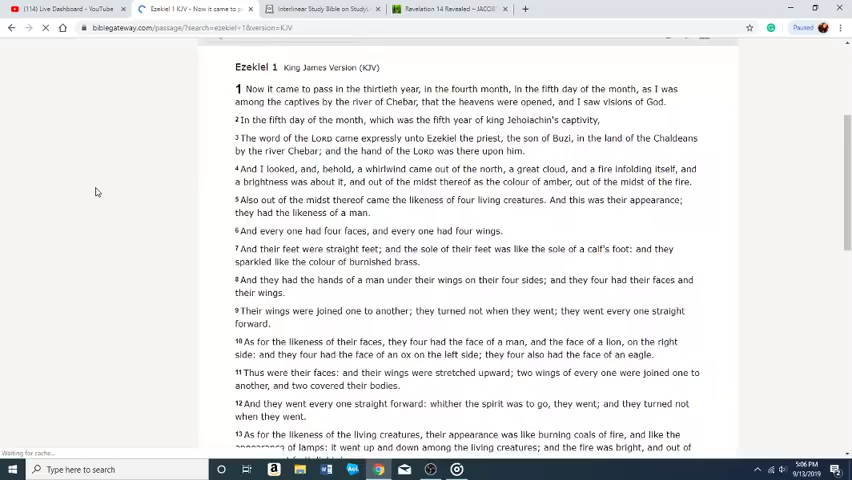 (114) Live Dashboard - YouTube
Ezekiel 1 KJV - Now it came to p
Interlinear Study Bible on StudyL
Revelation 14 Revealed – JACOB
biblegateway.com/passage/?search=ezekiel+1&version=KJV
Paused
Ezekiel 1 King James Version (KJV)
1 Now it came to pass in the thirtieth year, in the fourth month, in the fifth day of the month, as I was
among the captives by the river of Chebar, that the heavens were opened, and I saw visions of God.
2 In the fifth day of the month, which was the fifth year of king Jehoiachin's captivity,
3 The word of the LORD came expressly unto Ezekiel the priest, the son of Buzi, in the land of the Chaldeans
by the river Chebar; and the hand of the LORD was there upon him.
4 And I looked, and, behold, a whirlwind came out of the north, a great cloud, and a fire infolding itself, and
a brightness was about it, and out of the midst thereof as the colour of amber, out of the midst of the fire.
5 Also out of the midst thereof came the likeness of four living creatures. And this was their appearance;
they had the likeness of a man.
6 And every one had four faces, and every one had four wings.
7 And their feet were straight feet; and the sole of their feet was like the sole of a calf's foot: and they
sparkled like the colour of burnished brass.
8 And they had the hands of a man under their wings on their four sides; and they four had their faces and
their wings.
9 Their wings were joined one to another; they turned not when they went; they went every one straight
forward.
10 As for the likeness of their faces, they four had the face of a man, and the face of a lion, on the right
side: and they four had the face of an ox on the left side; they four also had the face of an eagle.
11 Thus were their faces: and their wings were stretched upward; two wings of every one were joined one to
another, and two covered their bodies.
12 And they went every one straight forward: whither the spirit was to go, they went; and they turned not
when they went.
13 As for the likeness of the living creatures, their appearance was like burning coals of fire, and like the
appearance of lamps: it went up and down among the living creatures; and the fire was bright, and out of
Waiting for cache...
Type here to search
5:06 PM
9/13/2019